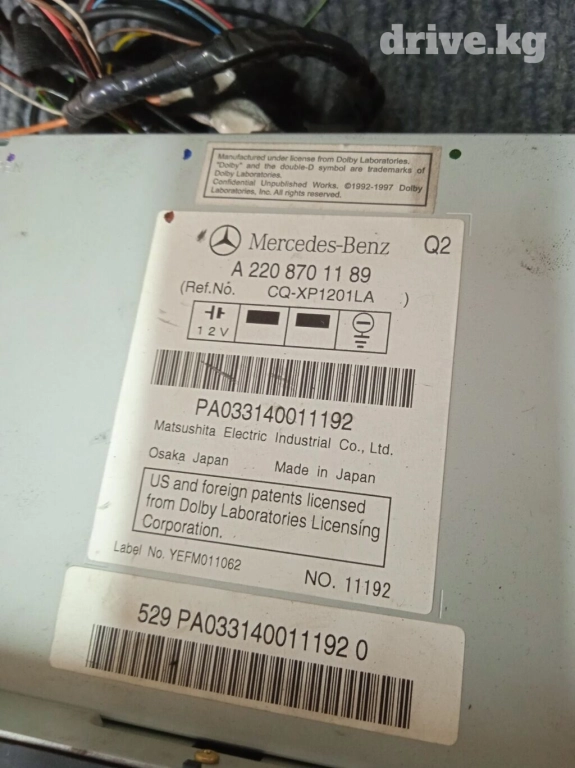 drive.kg
Manufactured under license from Dolby Laboratories.
"Dolby" and the double-D symbol are trademarks of
Dolby Laboratories.
Confidential Unpublished Works. ©1992-1997 Dolby
Laboratories, Inc. All rights reserved.
Mercedes-Benz Q2
A 220 870 11 89
(Ref.No. CQ-XP1201LA )
12V
PA033140011192
Matsushita Electric Industrial Co., Ltd.
Osaka Japan Made in Japan
US and foreign patents licensed
from Dolby Laboratories Licensing
Corporation.
Label No. YEFM011062
NO. 11192
529 PA033140011192 0